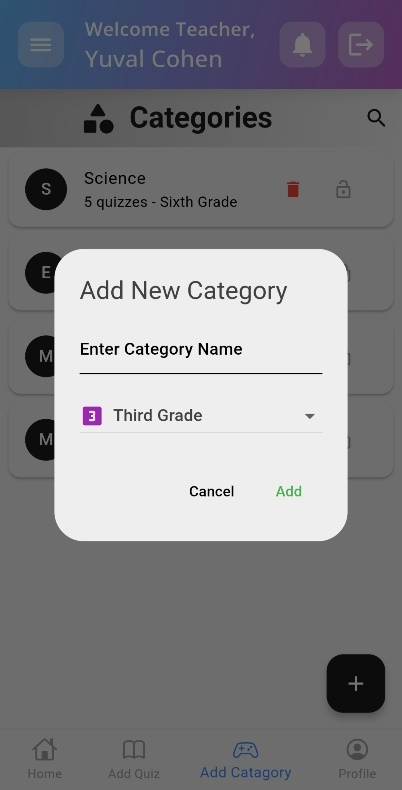 Welcome Teacher,
Yuval Cohen
Categories
S
Science
5 quizzes - Sixth Grade
E
M
M
Add New Category
Enter Category Name
3
Third Grade
Cancel
Add
+
Home
Add Quiz
Add Catagory
Profile